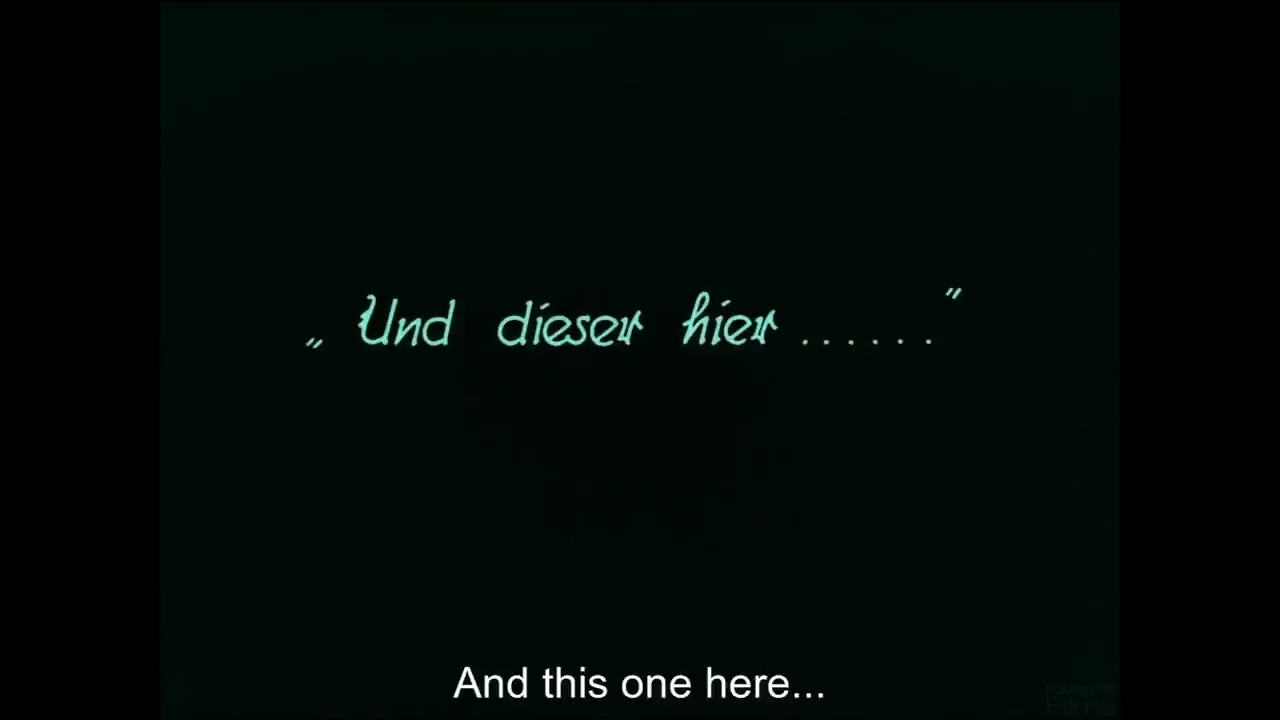 „Und dieser hier ......”
And this one here...